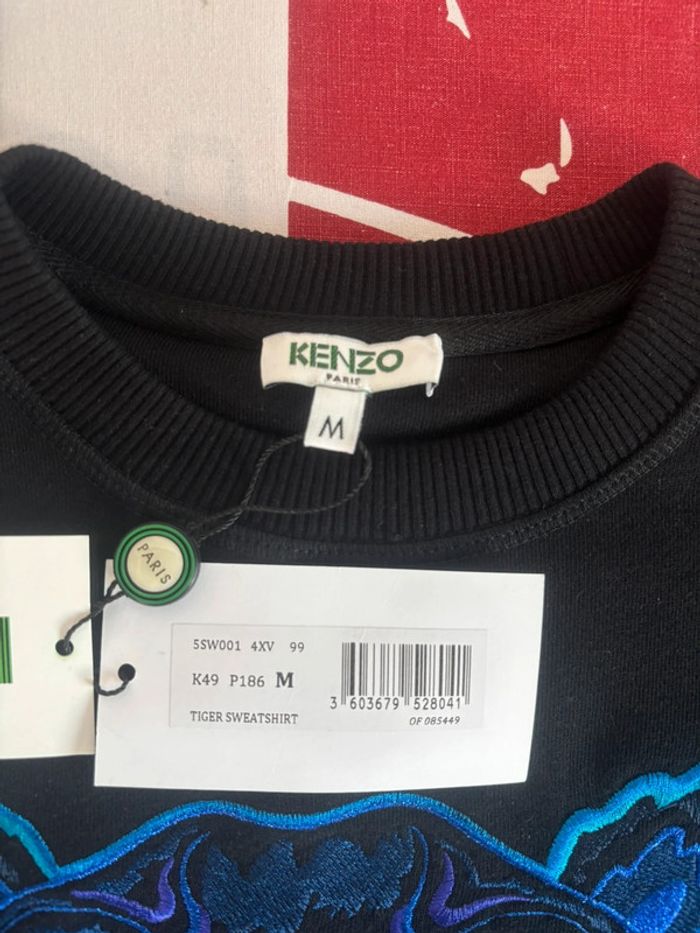 KENZO
PARIS
M
PARIS
5SW001 4XV 99
K49 P186 M
TIGER SWEATSHIRT
3 603679 528041
OF 085449